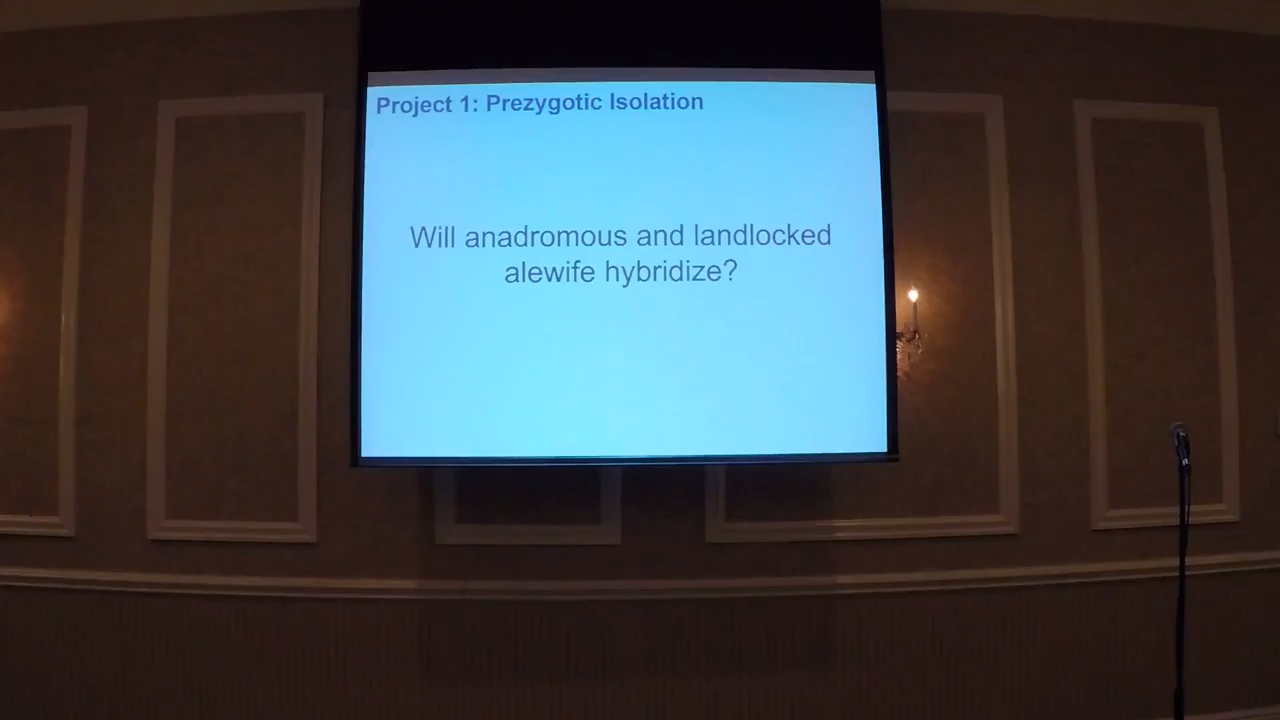 Project 1: Prezygotic Isolation
Will anadromous and landlocked
alewife hybridize?